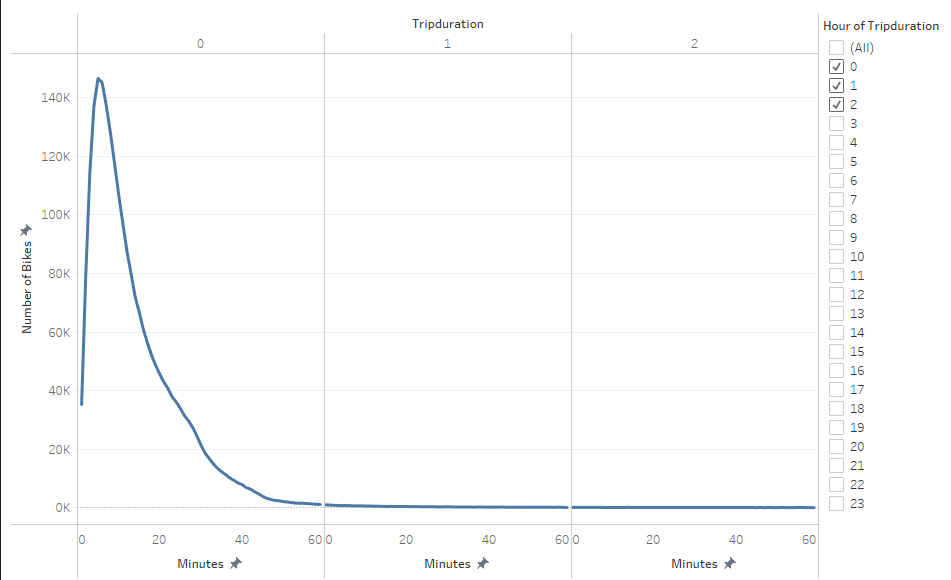 Tripduration
0 1 2
140K
120K
100K
80K
60K
40K
20K
0K
Number of Bikes
0 20 40 60 0 20 40 60 0 20 40 60
Minutes Minutes Minutes
Hour of Tripduration
(All)
0
1
2
3
4
5
6
7
8
9
10
11
12
13
14
15
16
17
18
19
20
21
22
23